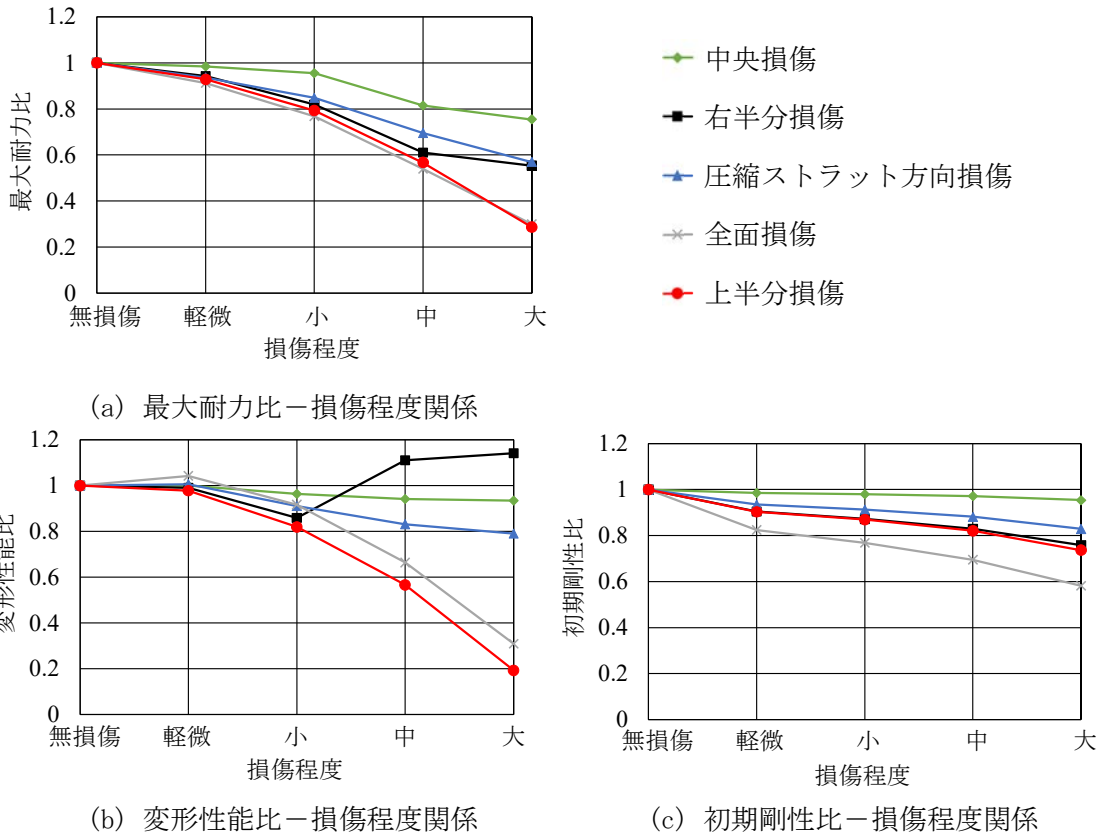 1.2
1
0.8
0.6
0.4
0.2
0
最大耐力比
無損傷 軽微 小 中 大
損傷程度
中央損傷
右半分損傷
圧縮ストラット方向損傷
全面損傷
上半分損傷
(a) 最大耐力比－損傷程度関係
1.2
1
0.8
0.6
0.4
0.2
0
変形性能比
無損傷 軽微 小 中 大
損傷程度
(b) 変形性能比－損傷程度関係
1.2
1
0.8
0.6
0.4
0.2
0
初期剛性比
無損傷 軽微 小 中 大
損傷程度
(c) 初期剛性比－損傷程度関係